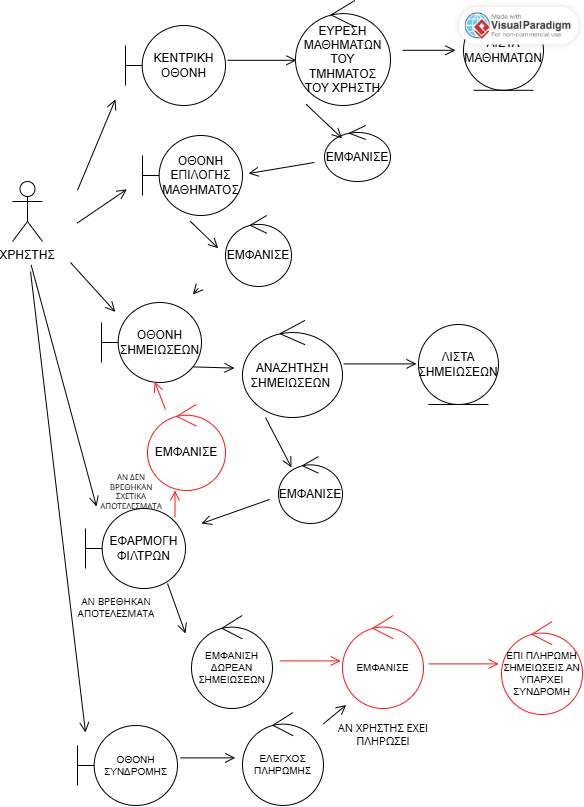 Made with
VisualParadigm
For non-commercial use
ΚΕΝΤΡΙΚΗ
ΟΘΟΝΗ
ΕΥΡΕΣΗ
ΜΑΘΗΜΑΤΩΝ
ΤΟΥ
ΤΜΗΜΑΤΟΣ
ΤΟΥ ΧΡΗΣΤΗ
ΛΙΣΤΑ
ΜΑΘΗΜΑΤΩΝ
ΟΘΟΝΗ
ΕΠΙΛΟΓΗΣ
ΜΑΘΗΜΑΤΟΣ
ΕΜΦΑΝΙΣΕ
ΧΡΗΣΤΗΣ
ΕΜΦΑΝΙΣΕ
ΟΘΟΝΗ
ΣΗΜΕΙΩΣΕΩΝ
ΑΝΑΖΗΤΗΣΗ
ΣΗΜΕΙΩΣΕΩΝ
ΛΙΣΤΑ
ΣΗΜΕΙΩΣΕΩΝ
ΕΜΦΑΝΙΣΕ
ΑΝ ΔΕΝ
ΒΡΕΘΗΚΑΝ
ΣΧΕΤΙΚΑ
ΑΠΟΤΕΛΕΣΜΑΤΑ
ΕΜΦΑΝΙΣΕ
ΕΦΑΡΜΟΓΗ
ΦΙΛΤΡΩΝ
ΑΝ ΒΡΕΘΗΚΑΝ
ΑΠΟΤΕΛΕΣΜΑΤΑ
ΕΜΦΑΝΙΣΗ
ΔΩΡΕΑΝ
ΣΗΜΕΙΩΣΕΩΝ
ΕΜΦΑΝΙΣΕ
ΕΠΙ ΠΛΗΡΩΜΗ
ΣΗΜΕΙΩΣΕΙΣ ΑΝ
ΥΠΑΡΧΕΙ
ΣΥΝΔΡΟΜΗ
ΑΝ ΧΡΗΣΤΗΣ ΕΧΕΙ
ΠΛΗΡΩΣΕΙ
ΟΘΟΝΗ
ΣΥΝΔΡΟΜΗΣ
ΕΛΕΓΧΟΣ
ΠΛΗΡΩΜΗΣ